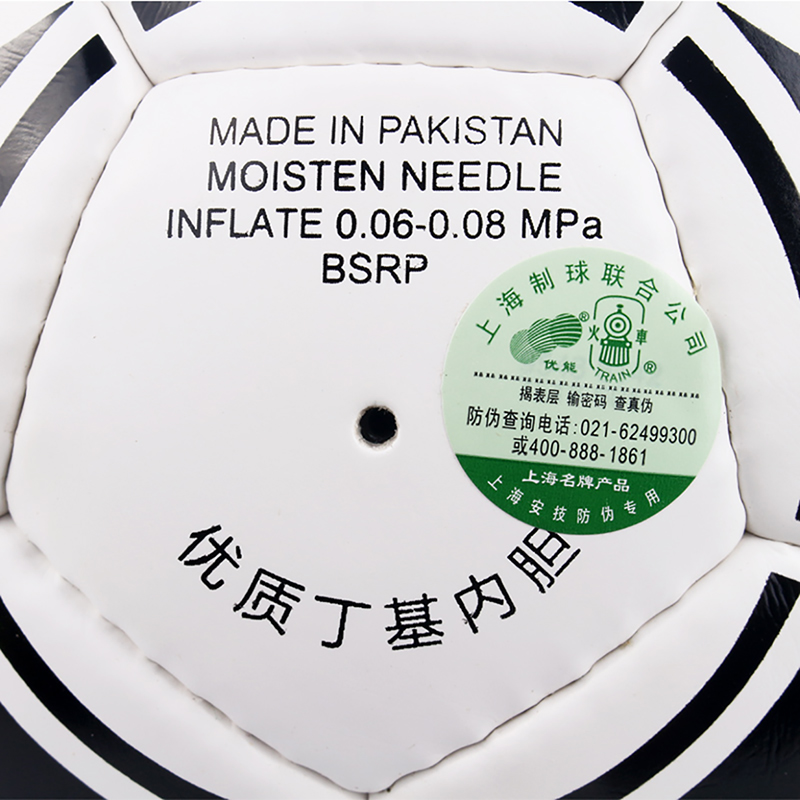 MADE IN PAKISTAN
MOISTEN NEEDLE
INFLATE 0.06-0.08 MPa
BSRP
上海制球联合公司
® 火 車
优能 TRAIN ®
揭表层 输密码 查真伪
防伪查询电话:021-62499300
或400-888-1861
上海名牌产品
上海安技防伪专用
优质丁基内胆